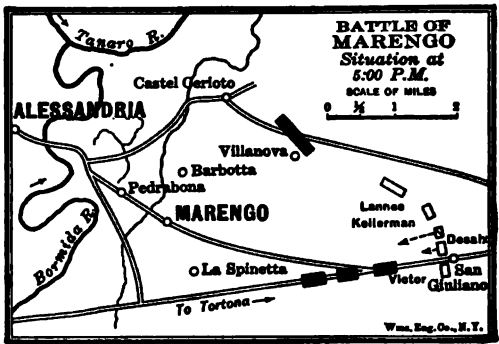 BATTLE OF
MARENGO
Situation at
5:00 P.M.
SCALE OF MILES
0 ½ 1 2
Tanaro R.
Castel Cerioto
ALESSANDRIA
Villanova
Barbotta
Pedrabona
MARENGO
Lannes
Kellerman
Desaix
Bormida R.
La Spinetta
Victor
San
Giuliano
To Tortona
Wms. Eng. Co., N.Y.